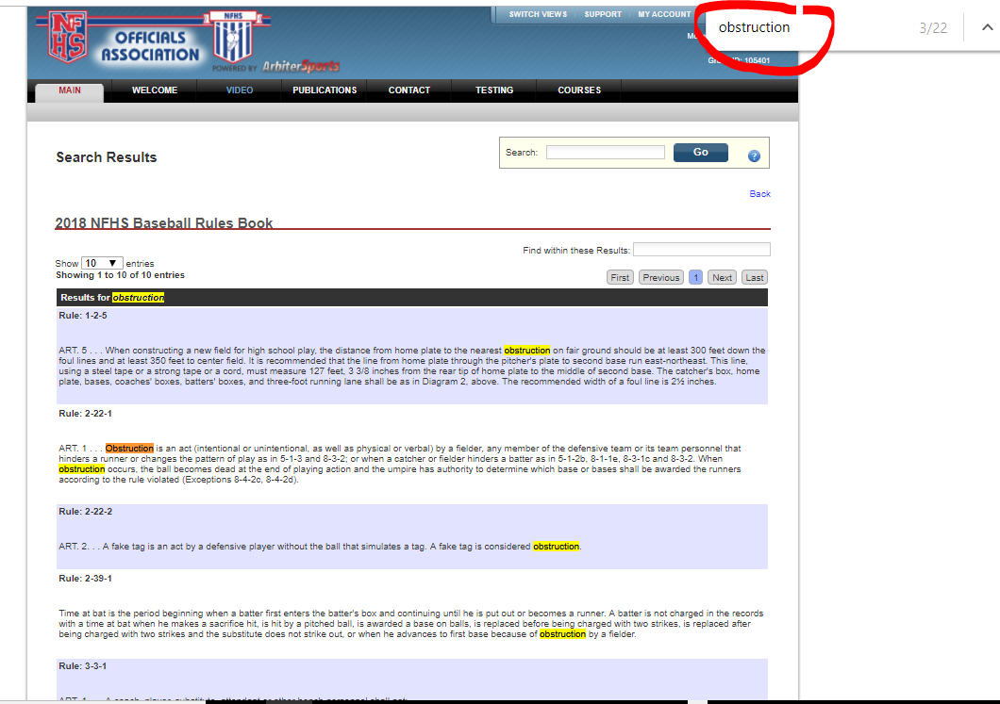 NFHS
OFFICIALS
ASSOCIATION
NFHS
POWERED BY ArbiterSports
SWITCH VIEWS SUPPORT MY ACCOUNT
obstruction 3/22
105401
MAIN WELCOME VIDEO PUBLICATIONS CONTACT TESTING COURSES
Search Results
Search: Go ?
Back
2018 NFHS Baseball Rules Book
Find within these Results:
Show 10 ▼ entries
Showing 1 to 10 of 10 entries
First Previous 1 Next Last
Results for obstruction
Rule: 1-2-5
ART. 5 . . . When constructing a new field for high school play, the distance from home plate to the nearest obstruction on fair ground should be at least 300 feet down the
foul lines and at least 350 feet to center field. It is recommended that the line from home plate through the pitcher's plate to second base run east-northeast. This line,
using a steel tape or a strong tape or a cord, must measure 127 feet, 3 3/8 inches from the rear tip of home plate to the middle of second base. The catcher's box, home
plate, bases, coaches' boxes, batters' boxes, and three-foot running lane shall be as in Diagram 2, above. The recommended width of a foul line is 2½ inches.
Rule: 2-22-1
ART. 1 . . . Obstruction is an act (intentional or unintentional, as well as physical or verbal) by a fielder, any member of the defensive team or its team personnel that
hinders a runner or changes the pattern of play as in 5-1-3 and 8-3-2; or when a catcher or fielder hinders a batter as in 5-1-2b, 8-1-1e, 8-3-1c and 8-3-2. When
obstruction occurs, the ball becomes dead at the end of playing action and the umpire has authority to determine which base or bases shall be awarded the runners
according to the rule violated (Exceptions 8-4-2c, 8-4-2d).
Rule: 2-22-2
ART. 2. . . A fake tag is an act by a defensive player without the ball that simulates a tag. A fake tag is considered obstruction.
Rule: 2-39-1
Time at bat is the period beginning when a batter first enters the batter's box and continuing until he is put out or becomes a runner. A batter is not charged in the records
with a time at bat when he makes a sacrifice hit, is hit by a pitched ball, is awarded a base on balls, is replaced before being charged with two strikes, is replaced after
being charged with two strikes and the substitute does not strike out, or when he advances to first base because of obstruction by a fielder.
Rule: 3-3-1